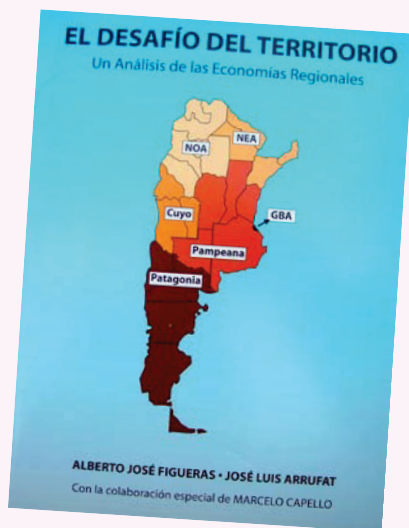 EL DESAFÍO DEL TERRITORIO
Un Análisis de las Economías Regionales
NEA
NOA
Cuyo
GBA
Pampeana
Patagonia
ALBERTO JOSÉ FIGUERAS • JOSÉ LUIS ARRUFAT
Con la colaboración especial de MARCELO CAPELLO